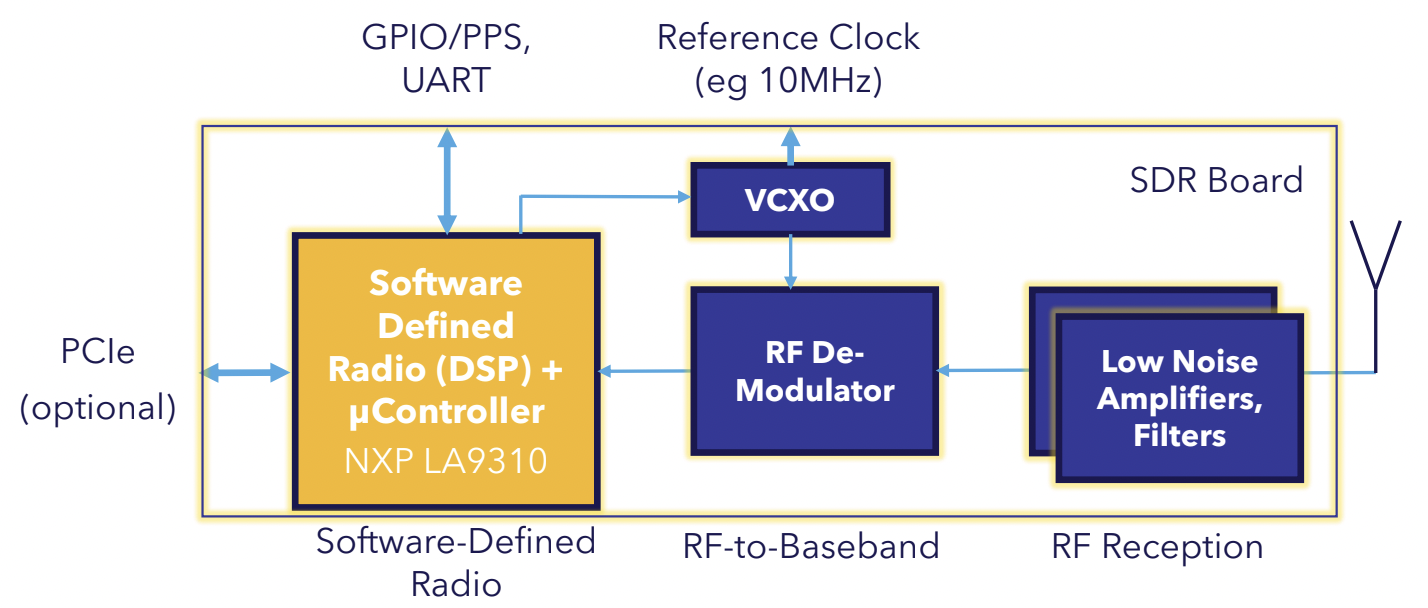 GPIO/PPS,
UART
Reference Clock
(eg 10MHz)
SDR Board
VCXO
PCIe
(optional)
Software
Defined
Radio (DSP) +
µController
NXP LA9310
RF De-
Modulator
Low Noise
Amplifiers,
Filters
Software-Defined
Radio
RF-to-Baseband
RF Reception